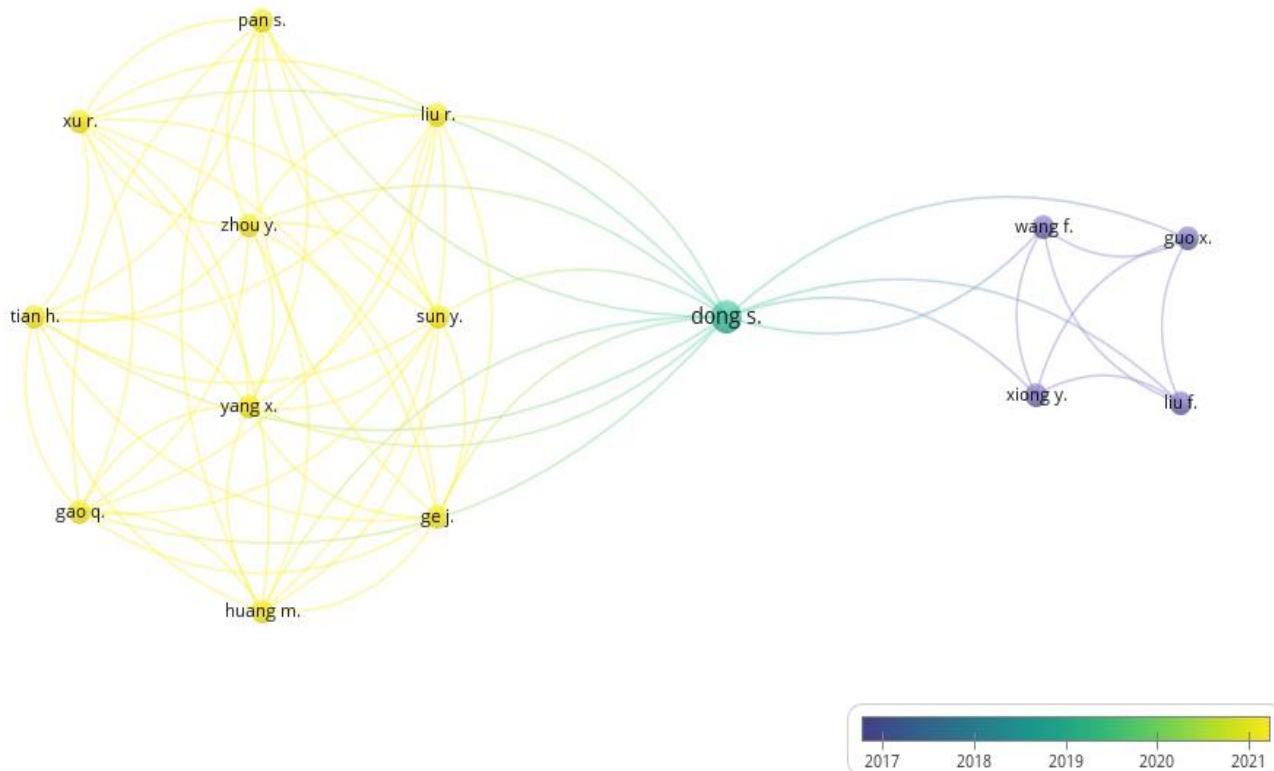 pan s.
liu r.
xu r.
zhou y.
wang f.
guo x.
tian h.
sun y.
dong s.
yang x.
xiong y.
liu f.
gao q.
ge j.
huang m.
2017 2018 2019 2020 2021